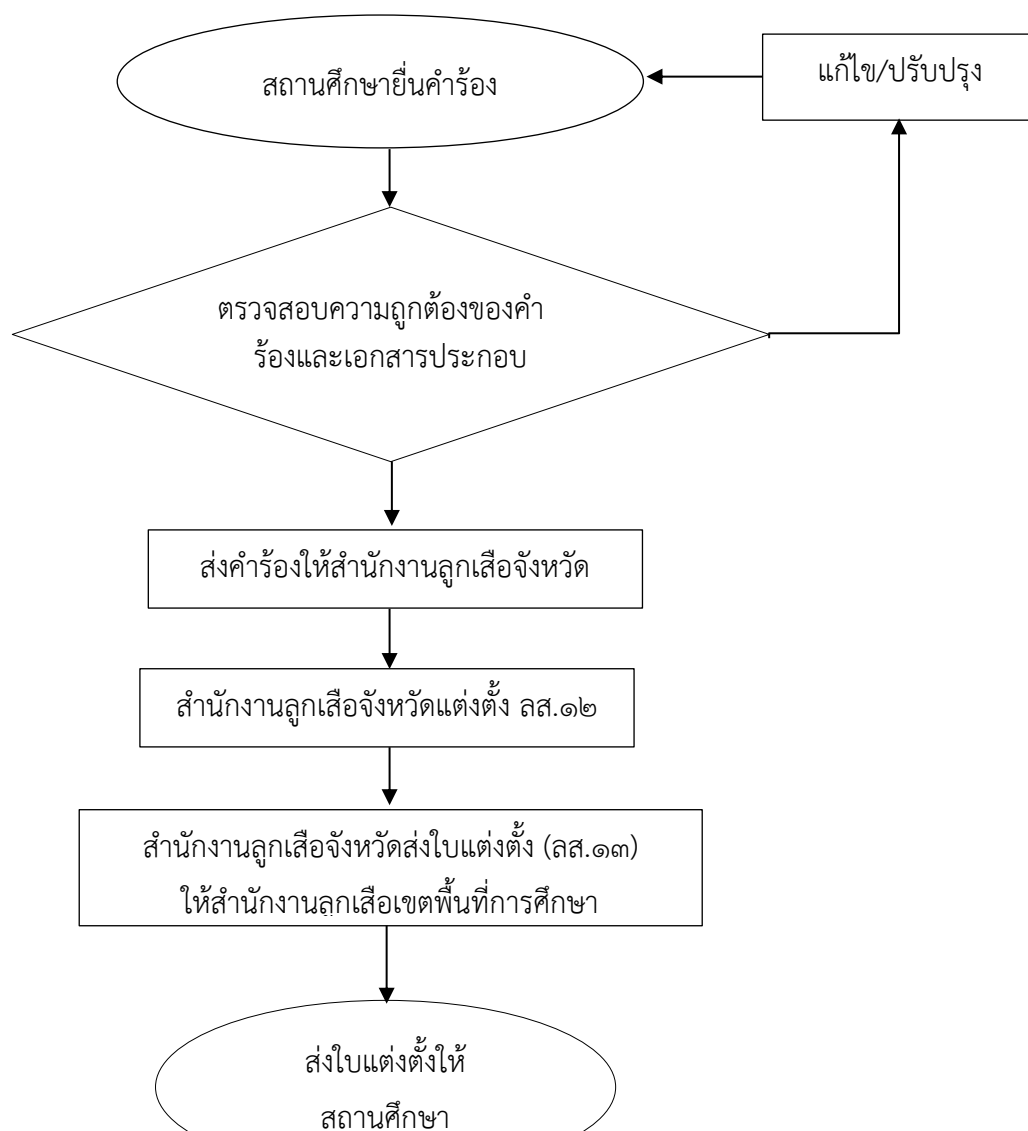 สถานศึกษายื่นคำร้อง
แก้ไข/ปรับปรุง
ตรวจสอบความถูกต้องของคำ
ร้องและเอกสารประกอบ
ส่งคำร้องให้สำนักงานลูกเสือจังหวัด
สำนักงานลูกเสือจังหวัดแต่งตั้ง ลส.๑๒
สำนักงานลูกเสือจังหวัดส่งใบแต่งตั้ง (ลส.๑๓)
ให้สำนักงานลูกเสือเขตพื้นที่การศึกษา
ส่งใบแต่งตั้งให้
สถานศึกษา